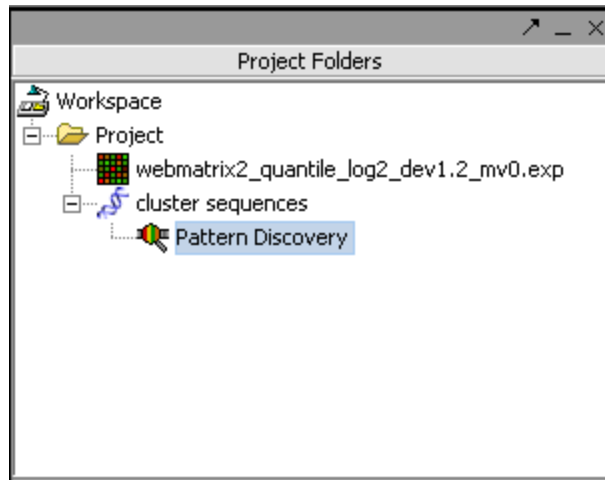 Project Folders
Workspace
Project
webmatrix2_quantile_log2_dev1.2_mv0.exp
cluster sequences
Pattern Discovery